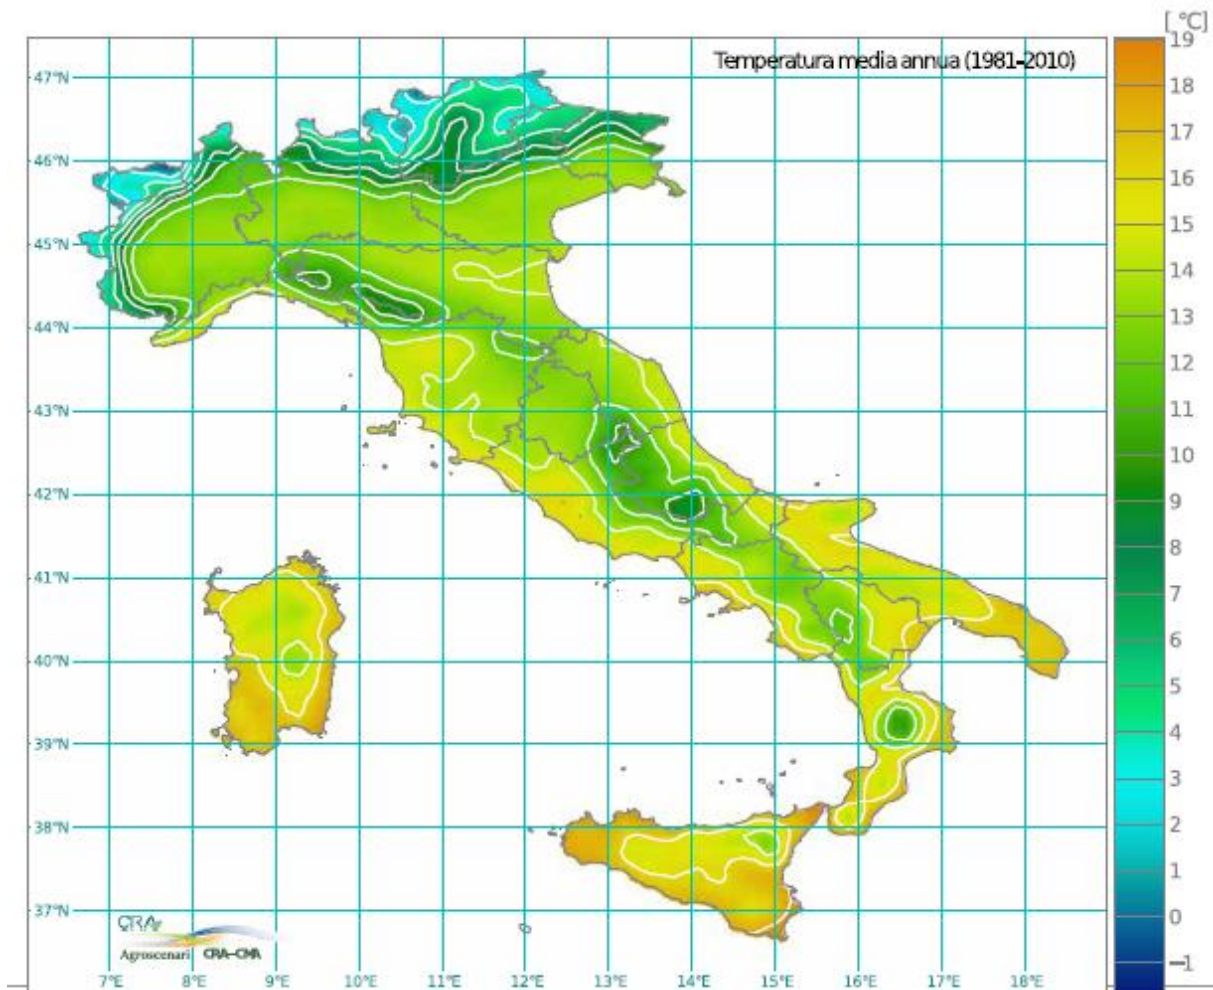 [ °C]
Temperatura media annua (1981-2010)
19
18
17
16
15
14
13
12
11
10
9
8
7
6
5
4
3
2
1
0
-1
47°N
46°N
45°N
44°N
43°N
42°N
41°N
40°N
39°N
38°N
37°N
CRA
Agroscenari CRA-CMA
7°E 8°E 9°E 10°E 11°E 12°E 13°E 14°E 15°E 16°E 17°E 18°E